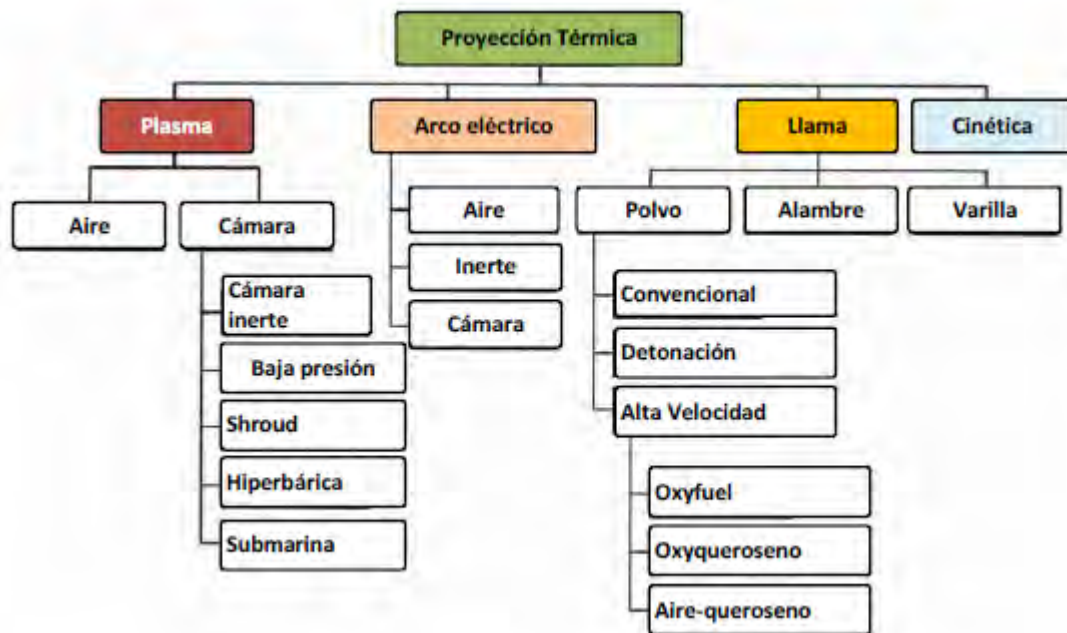 Proyección Térmica
Plasma
Arco eléctrico
Llama
Cinética
Aire
Cámara
Cámara
inerte
Baja presión
Shroud
Hiperbárica
Submarina
Aire
Inerte
Cámara
Polvo
Alambre
Varilla
Convencional
Detonación
Alta Velocidad
Oxyfuel
Oxyqueroseno
Aire-queroseno